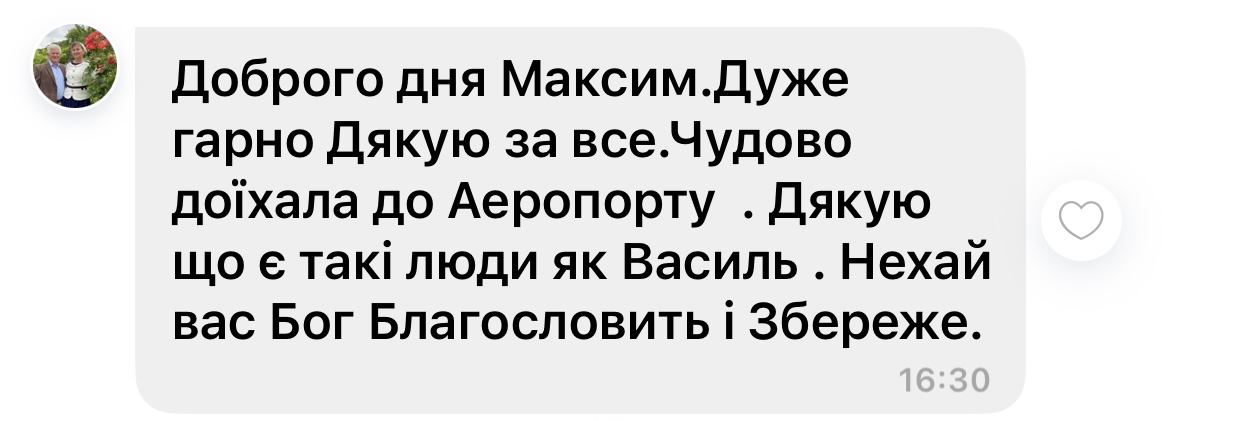 Доброго дня Максим.Дуже
гарно Дякую за все.Чудово
доїхала до Аеропорту  . Дякую
що є такі люди як Василь . Нехай
вас Бог Благословить і Збереже.
16:30